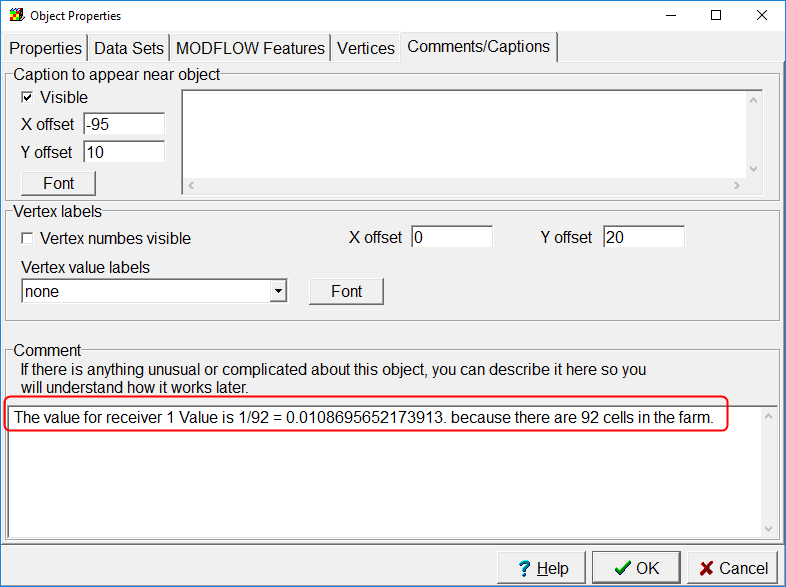 Object Properties
Properties Data Sets MODFLOW Features Vertices Comments/Captions
Caption to appear near object
Visible
X offset -95
Y offset 10
Font
Vertex labels
Vertex numbes visible X offset 0 Y offset 20
Vertex value labels
none Font
Comment
If there is anything unusual or complicated about this object, you can describe it here so you
will understand how it works later.
The value for receiver 1 Value is 1/92 = 0.0108695652173913. because there are 92 cells in the farm.
? Help OK Cancel